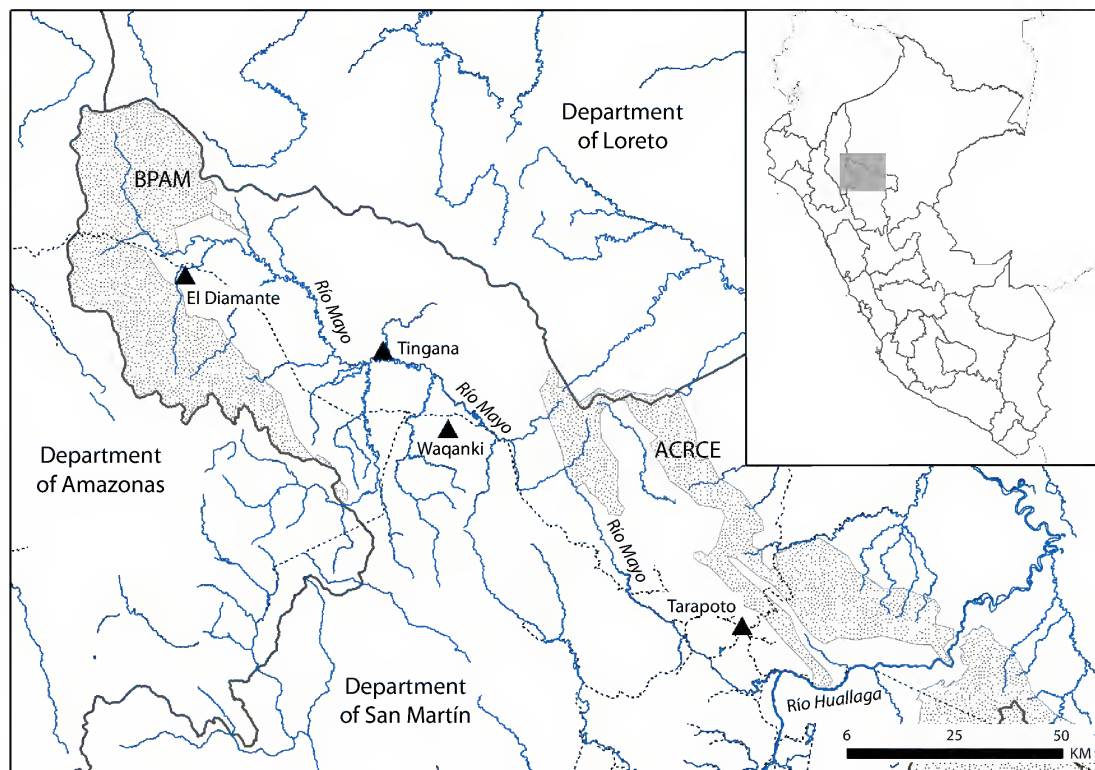 Department
of Loreto
BPAM
El Diamante
Río Mayo
Tingana
Río Mayo
Waqanki
ACRCE
Department
of Amazonas
Río Mayo
Tarapoto
Department
of San Martín
Río Huallaga
6 25 50 KM